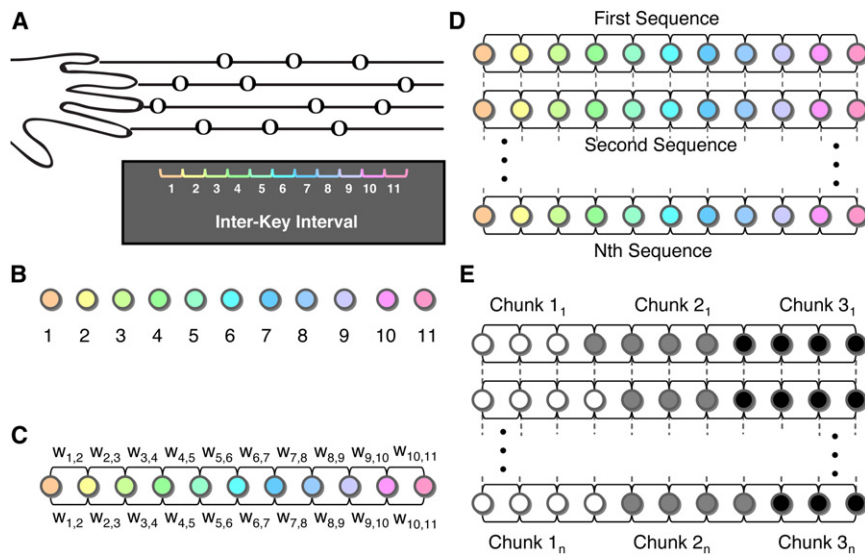 A
1 2 3 4 5 6 7 8 9 10 11
Inter-Key Interval
B
1 2 3 4 5 6 7 8 9 10 11
C
w1,2 w2,3 w3,4 w4,5 w5,6 w6,7 w7,8 w8,9 w9,10 w10,11
w1,2 w2,3 w3,4 w4,5 w5,6 w6,7 w7,8 w8,9 w9,10 w10,11
D
First Sequence
Second Sequence
Nth Sequence
E
Chunk 11 Chunk 21 Chunk 31
Chunk 1n Chunk 2n Chunk 3n